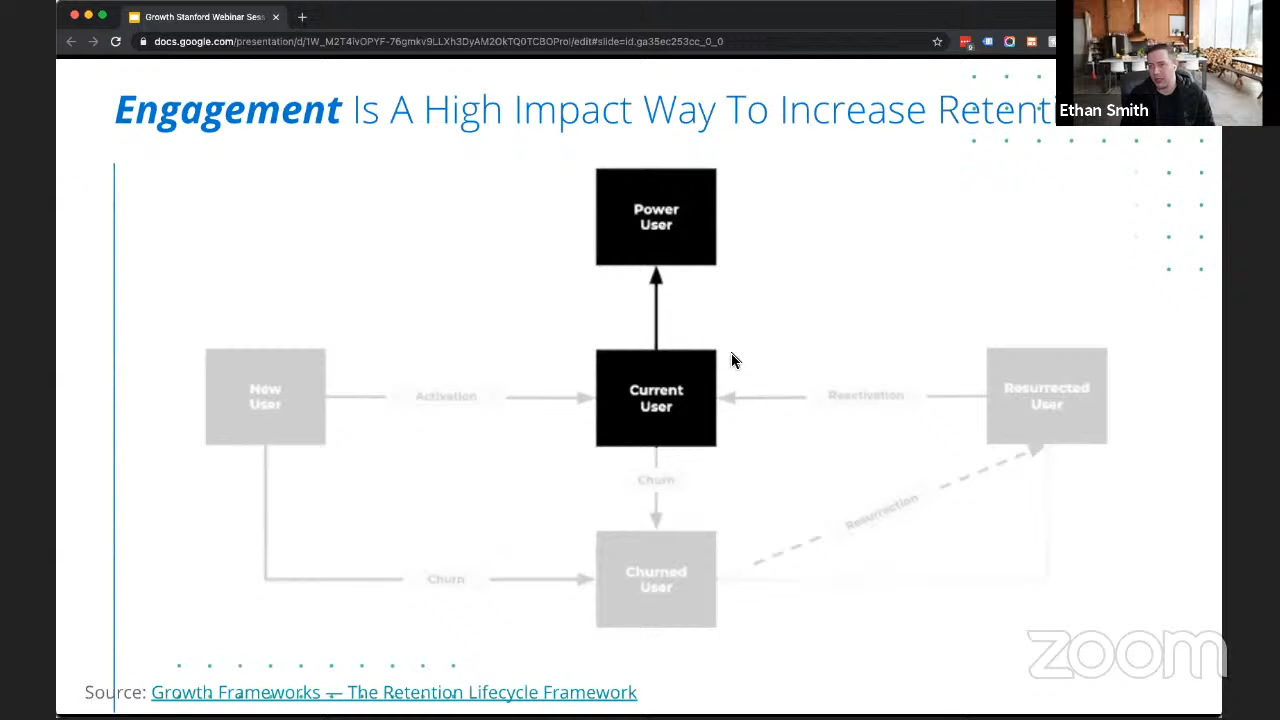 Growth Stanford Webinar Sess
docs.google.com/presentation/d/1W_M2T4ivOPYF-76gmkv9LLXh3DyAM2OkTQ0TCBOProI/edit#slide=id.ga35ec253cc_0_0
Ethan Smith
Engagement Is A High Impact Way To Increase Retenti
Power
User
New
User
Activation
Current
User
Reactivation
Resurrected
User
Churn
Resurrection
Churn
Churned
User
zoom
Source: Growth Frameworks — The Retention Lifecycle Framework